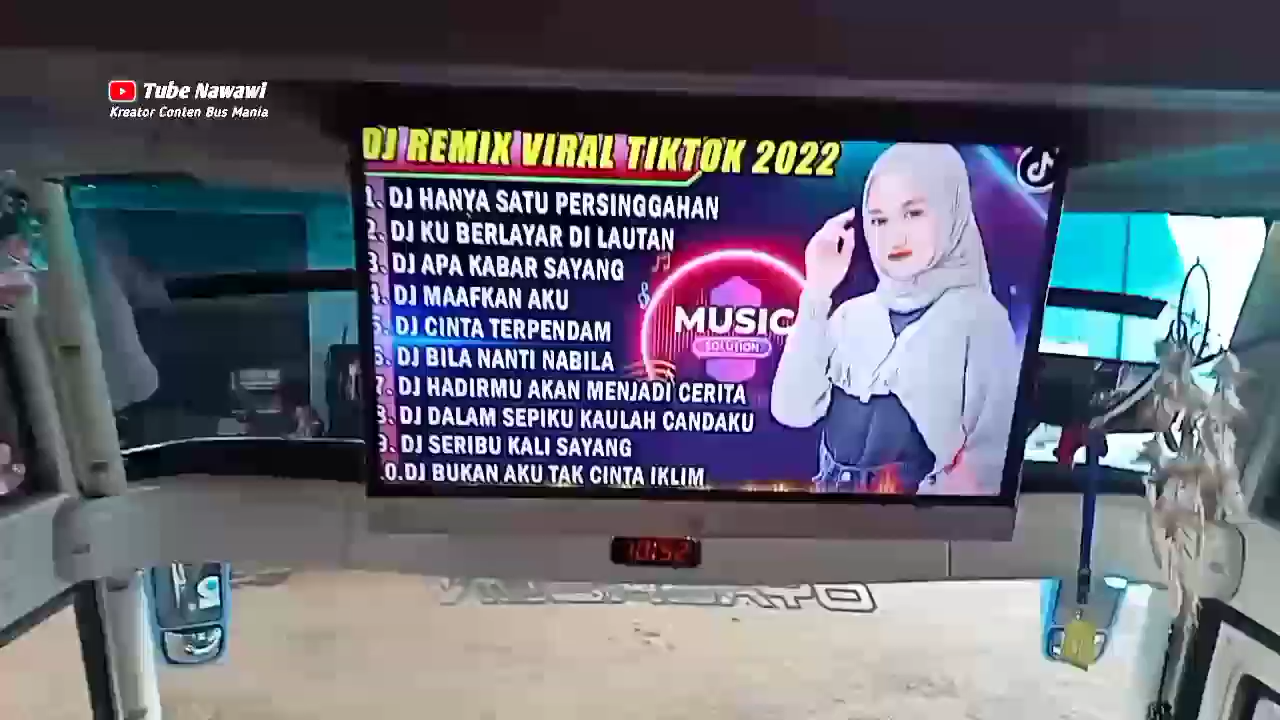 Tube Nawawi
Kreator Conten Bus Mania
DJ REMIX VIRAL TIKTOK 2022
1. DJ HANYA SATU PERSINGGAHAN
2. DJ KU BERLAYAR DI LAUTAN
3. DJ APA KABAR SAYANG
4. DJ MAAFKAN AKU
5. DJ CINTA TERPENDAM
6. DJ BILA NANTI NABILA
7. DJ HADIRMU AKAN MENJADI CERITA
8. DJ DALAM SEPIKU KAULAH CANDAKU
9. DJ SERIBU KALI SAYANG
.0.DJ BUKAN AKU TAK CINTA IKLIM
MUSIC
SOLUTION
10:52